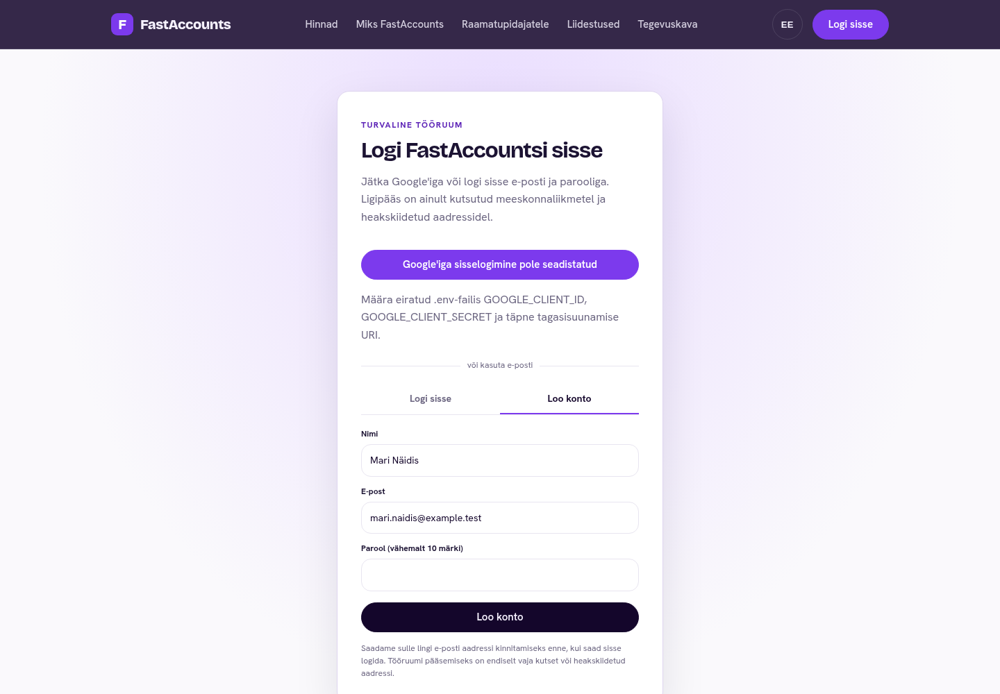 F FastAccounts Hinnad Miks FastAccounts Raamatupidajatele Liidestused Tegevuskava EE Logi sisse
TURVALINE TÖÖRUUM
Logi FastAccountsi sisse
Jätka Google'iga või logi sisse e-posti ja parooliga.
Ligipääs on ainult kutsutud meeskonnaliikmetel ja
heakskiidetud aadressidel.
Google'iga sisselogimine pole seadistatud
Määra eiratud .env-failis GOOGLE_CLIENT_ID,
GOOGLE_CLIENT_SECRET ja täpne tagasisuunamise
URI.
või kasuta e-posti
Logi sisse Loo konto
Nimi
Mari Näidis
E-post
mari.naidis@example.test
Parool (vähemalt 10 märki)
Loo konto
Saadame sulle lingi e-posti aadressi kinnitamiseks enne, kui saad sisse
logida. Tööruumi pääsemiseks on endiselt vaja kutset või heakskiidetud
aadressi.